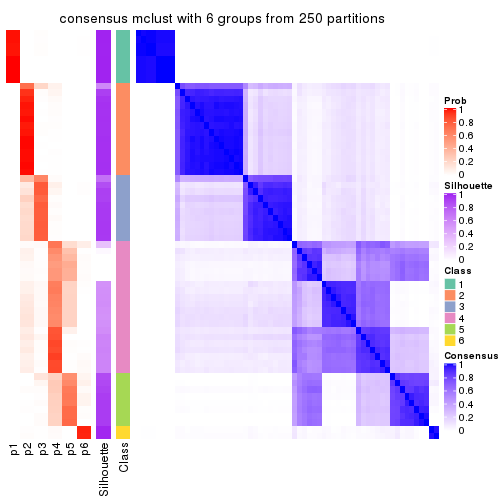 consensus mclust with 6 groups from 250 partitions
Prob
1
0.8
0.6
0.4
0.2
0
Silhouette
1
0.8
0.6
0.4
0.2
0
Class
1
2
3
4
5
6
Consensus
1
0.8
0.6
0.4
0.2
0
p1
p2
p3
p4
p5
p6
Silhouette
Class